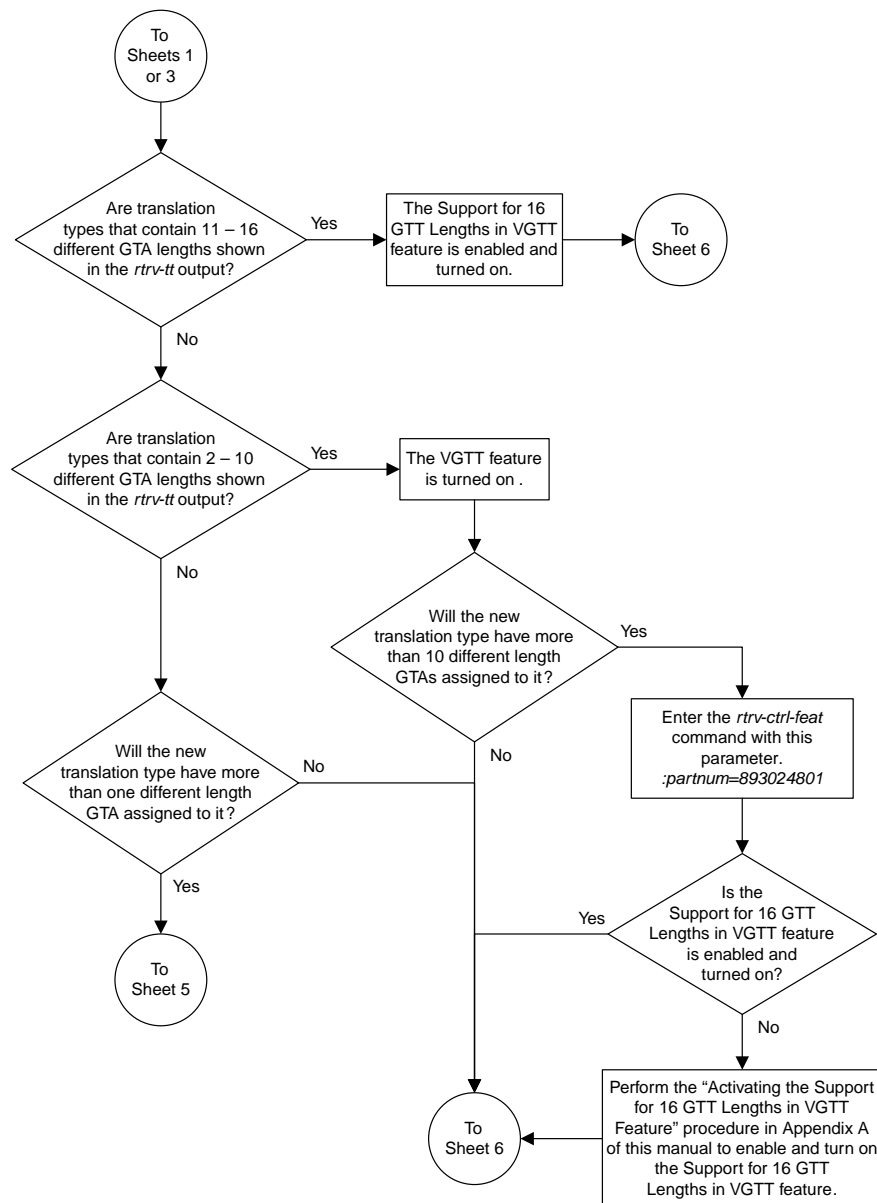 To
Sheets 1
or 3
Are translation
types that contain 11 – 16
different GTA lengths shown
in the rtrv-tt output?
Yes
The Support for 16
GTT Lengths in VGTT
feature is enabled and
turned on.
To
Sheet 6
No
Are translation
types that contain 2 – 10
different GTA lengths shown
in the rtrv-tt output?
Yes
The VGTT feature
is turned on .
No
Will the new
translation type have more
than 10 different length
GTAs assigned to it?
Yes
Enter the rtrv-ctrl-feat
command with this
parameter.
:partnum=893024801
No
Will the new
translation type have more
than one different length
GTA assigned to it?
No
Yes
To
Sheet 5
Is the
Support for 16 GTT
Lengths in VGTT feature
is enabled and
turned on?
Yes
No
Perform the “Activating the Support
for 16 GTT Lengths in VGTT
Feature” procedure in Appendix A
of this manual to enable and turn on
the Support for 16 GTT
Lengths in VGTT feature.
To
Sheet 6